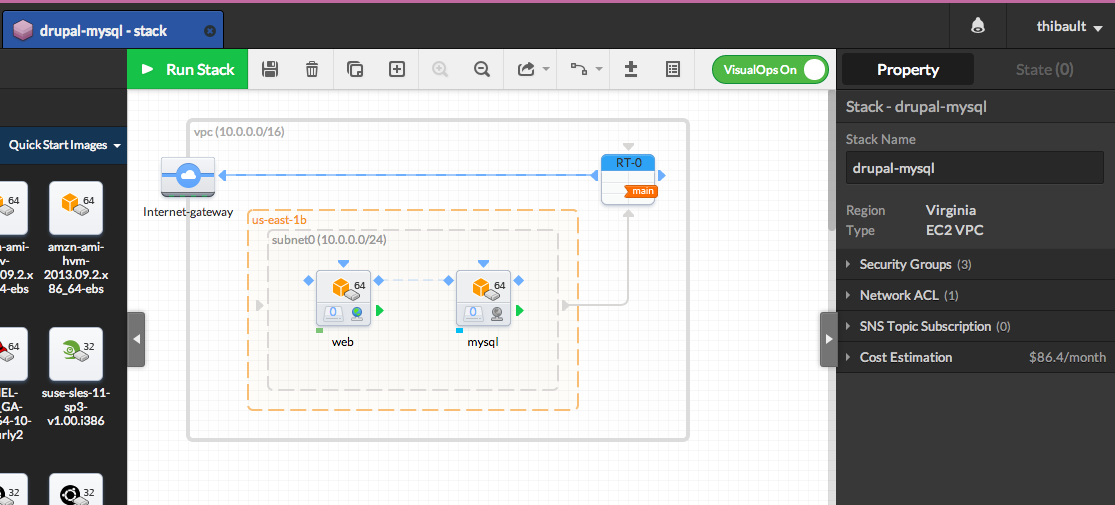 drupal-mysql - stack
thibault
Run Stack
VisualOps On
Property
State (0)
Stack - drupal-mysql
Stack Name
drupal-mysql
Region Virginia
Type EC2 VPC
Security Groups (3)
Network ACL (1)
SNS Topic Subscription (0)
Cost Estimation $86.4/month
Quick Start Images
64
64
zn-ami-
amzn-ami-
hvm-
09.2.x
2013.09.2.x
4-ebs
86_64-ebs
64
32
GA-
suse-sles-11-
64-10-
sp3-
v1.00.i386
32
32
vpc (10.0.0.0/16)
Internet-gateway
RT-0
main
us-east-1b
subnet0 (10.0.0.0/24)
64
0
web
64
0
mysql